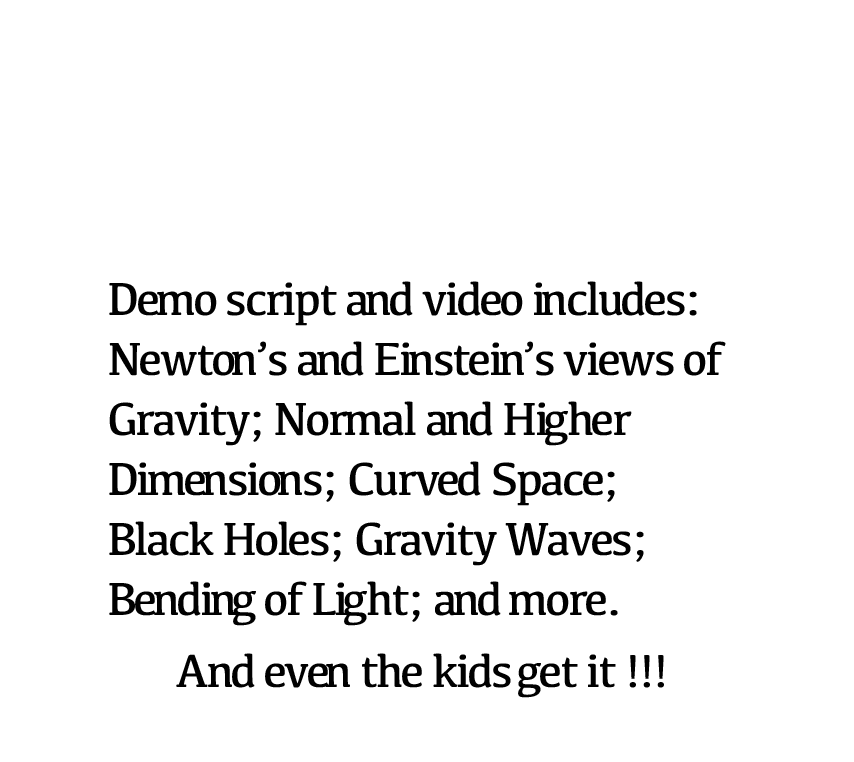 Demo script and video includes:
Newton’s and Einstein’s views of
Gravity; Normal and Higher
Dimensions; Curved Space;
Black Holes; Gravity Waves;
Bending of Light; and more.
And even the kids get it !!!